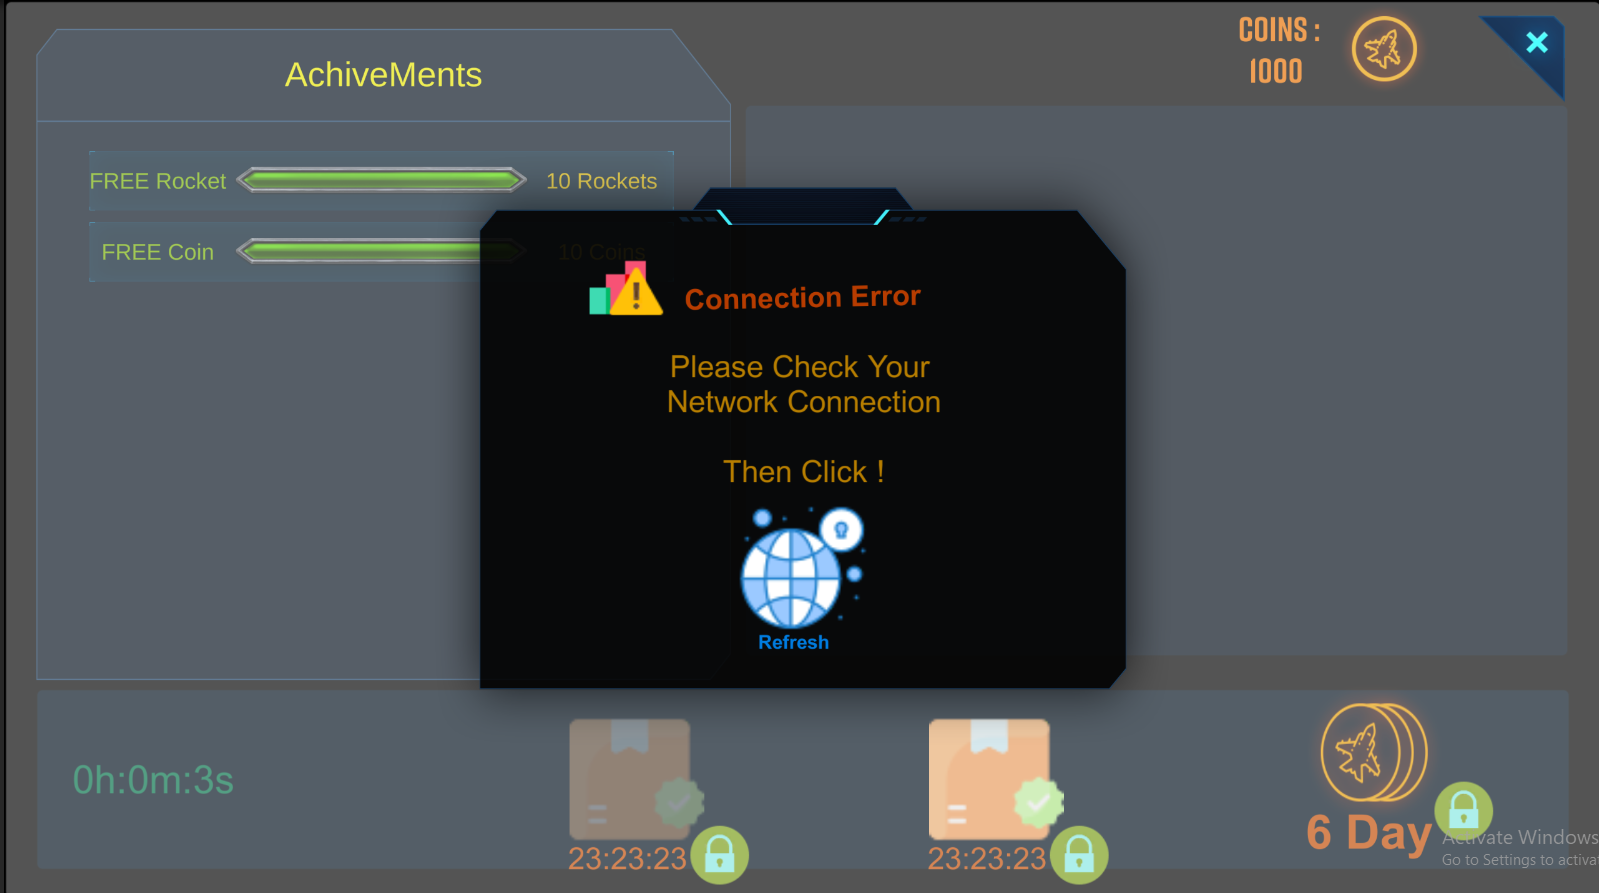 COINS :
1000
AchiveMents
FREE Rocket 10 Rockets
FREE Coin 10 Coins
Connection Error
Please Check Your
Network Connection
Then Click !
Refresh
0h:0m:3s
23:23:23
23:23:23
6 Day
Activate Windows
Go to Settings to activa